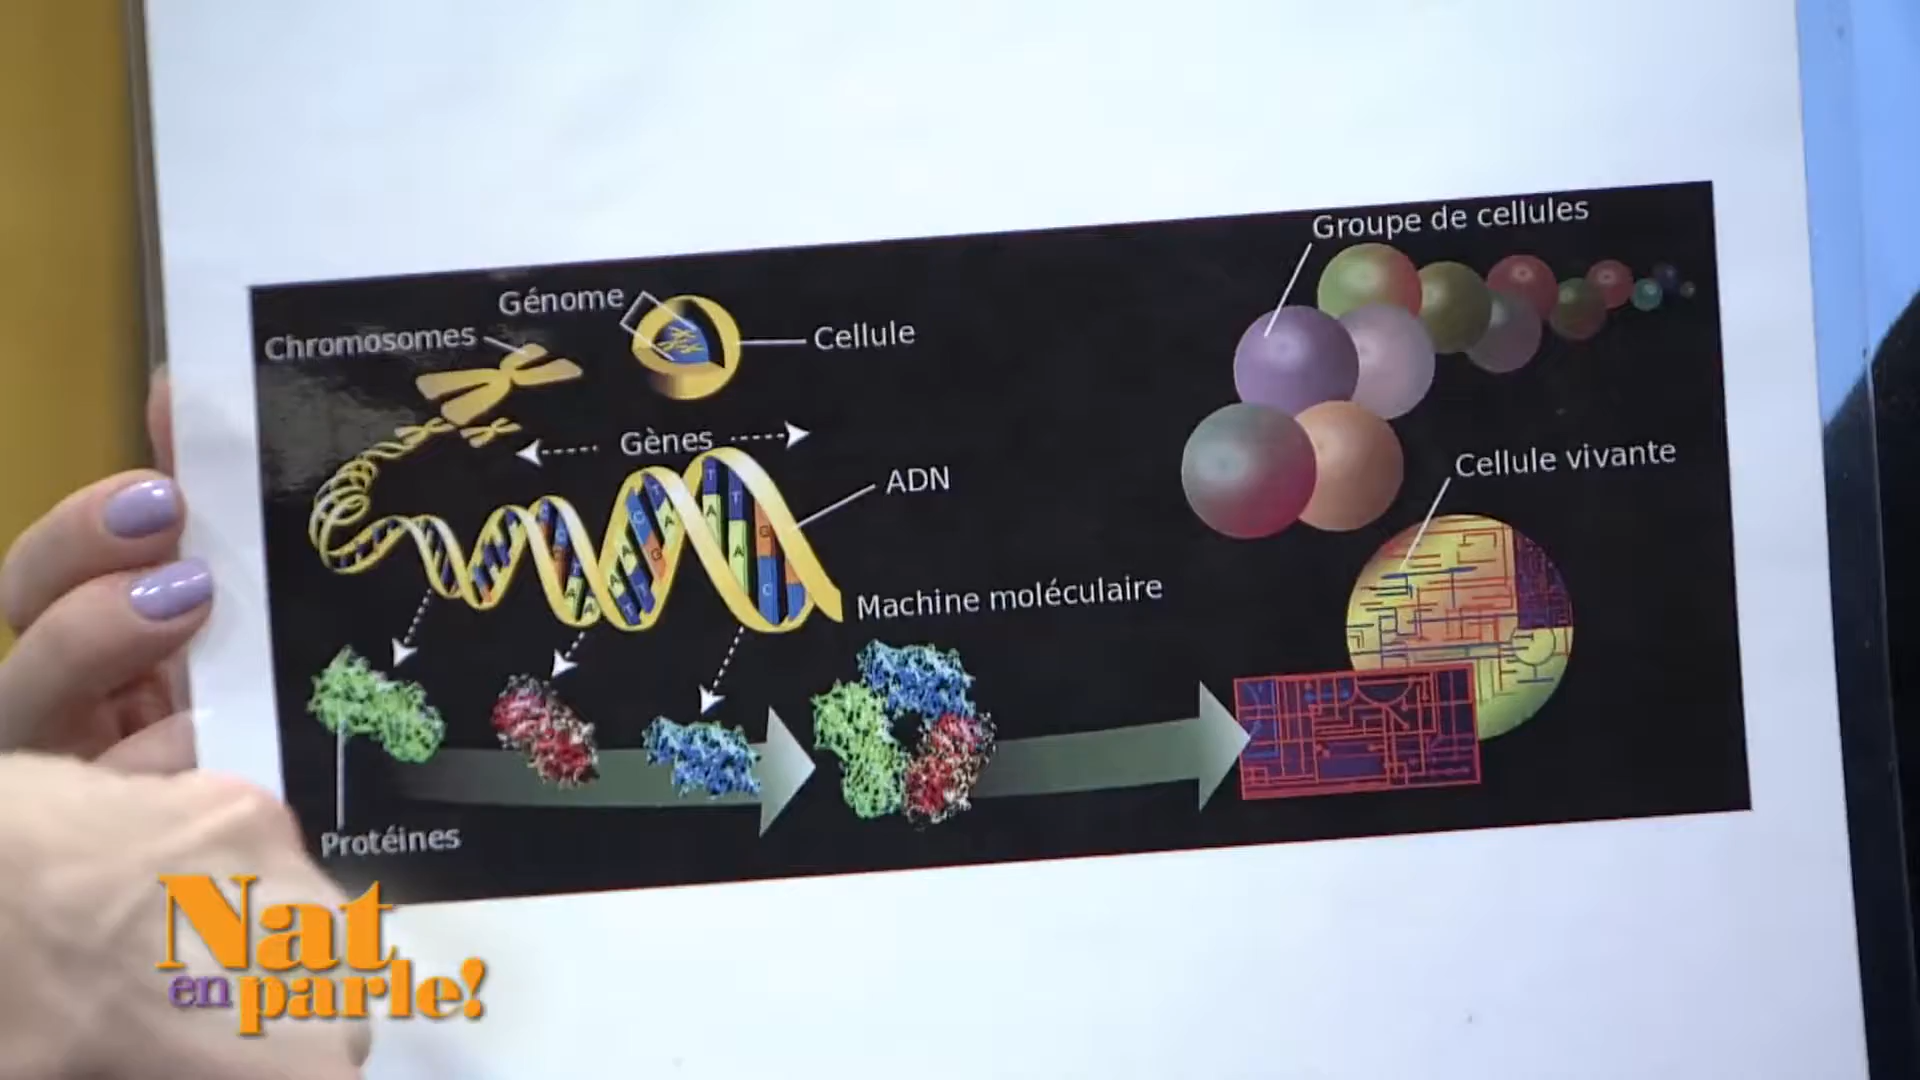 Groupe de cellules
Génome
Chromosomes
Cellule
Gènes
ADN
Cellule vivante
Machine moléculaire
Protéines
Nat
en parle!